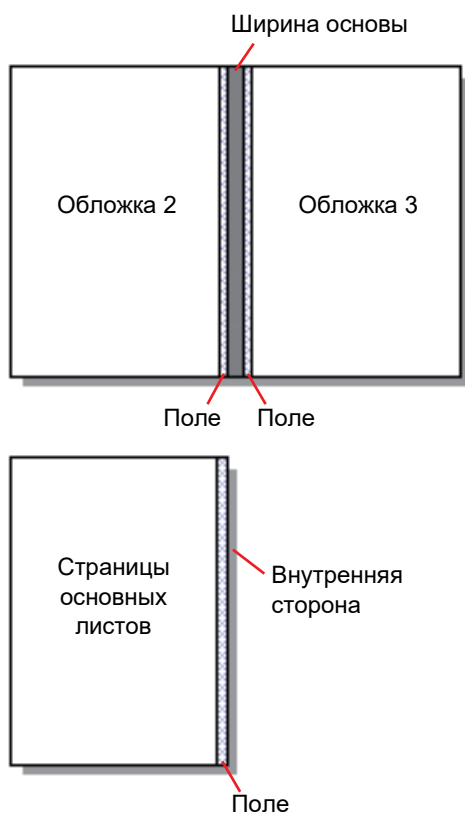 Ширина основы
Обложка 2
Обложка 3
Поле
Поле
Страницы
основных
листов
Внутренняя
сторона
Поле